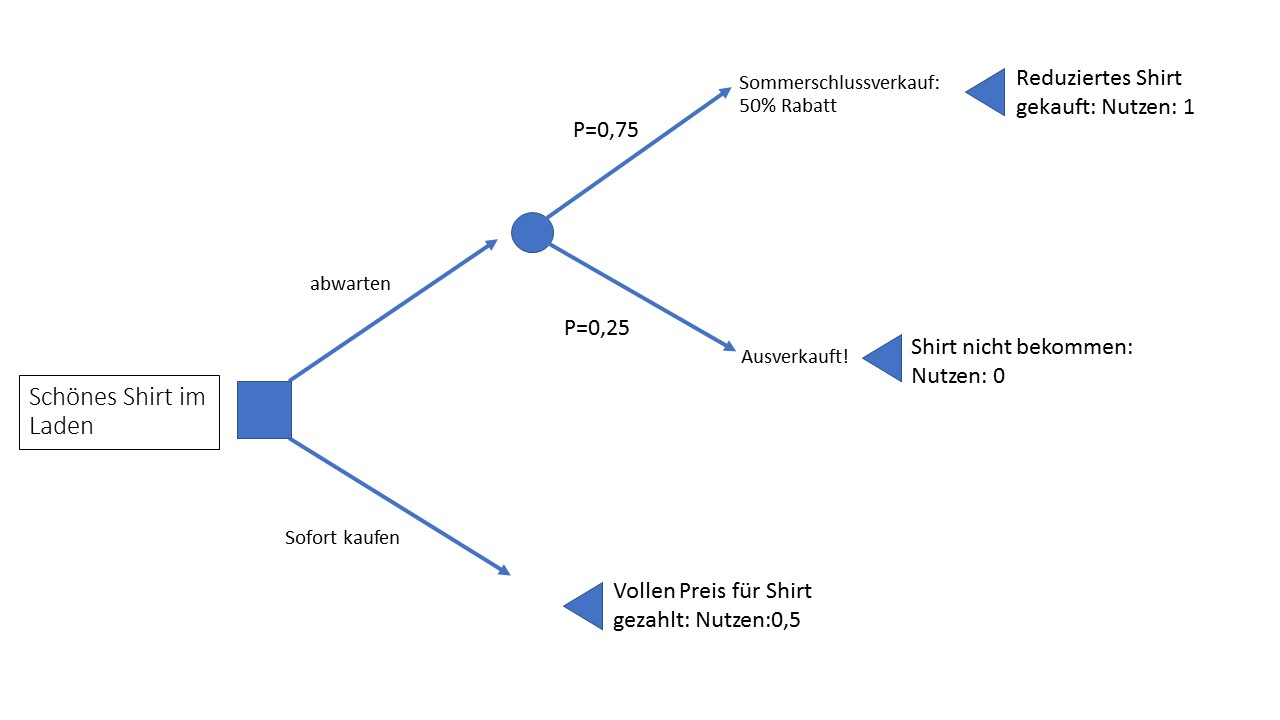 Sommerschlussverkauf:
50% Rabatt
Reduziertes Shirt
gekauft: Nutzen: 1
P=0,75
abwarten
P=0,25
Ausverkauft!
Shirt nicht bekommen:
Nutzen: 0
Schönes Shirt im
Laden
Sofort kaufen
Vollen Preis für Shirt
gezahlt: Nutzen:0,5